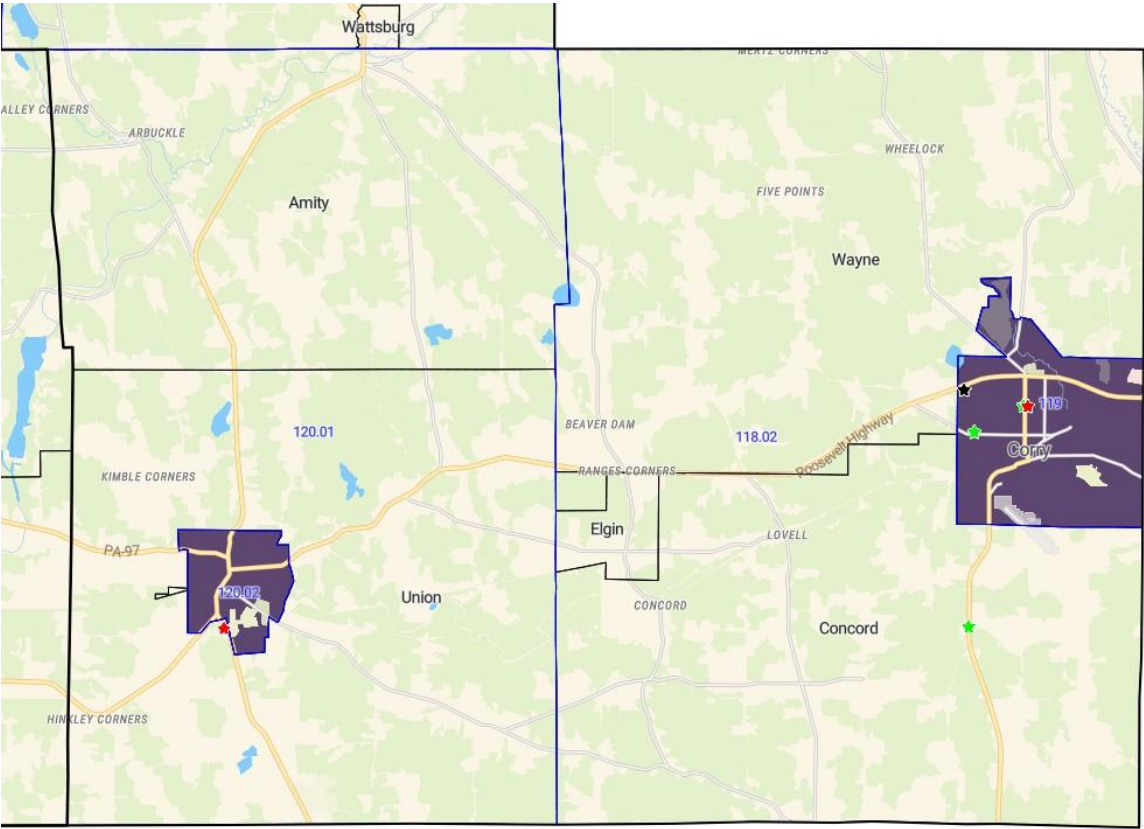 Wattsburg
MERTZ CORNERS
ALLEY CORNERS
ARBUCKLE
WHEELOCK
FIVE POINTS
Amity
Wayne
119
BEAVER DAM
120.01
118.02
Roosevelt Highway
Corry
KIMBLE CORNERS
RANGES CORNERS
Elgin
LOVELL
PA-97
120.02
Union
CONCORD
Concord
HINKLEY CORNERS